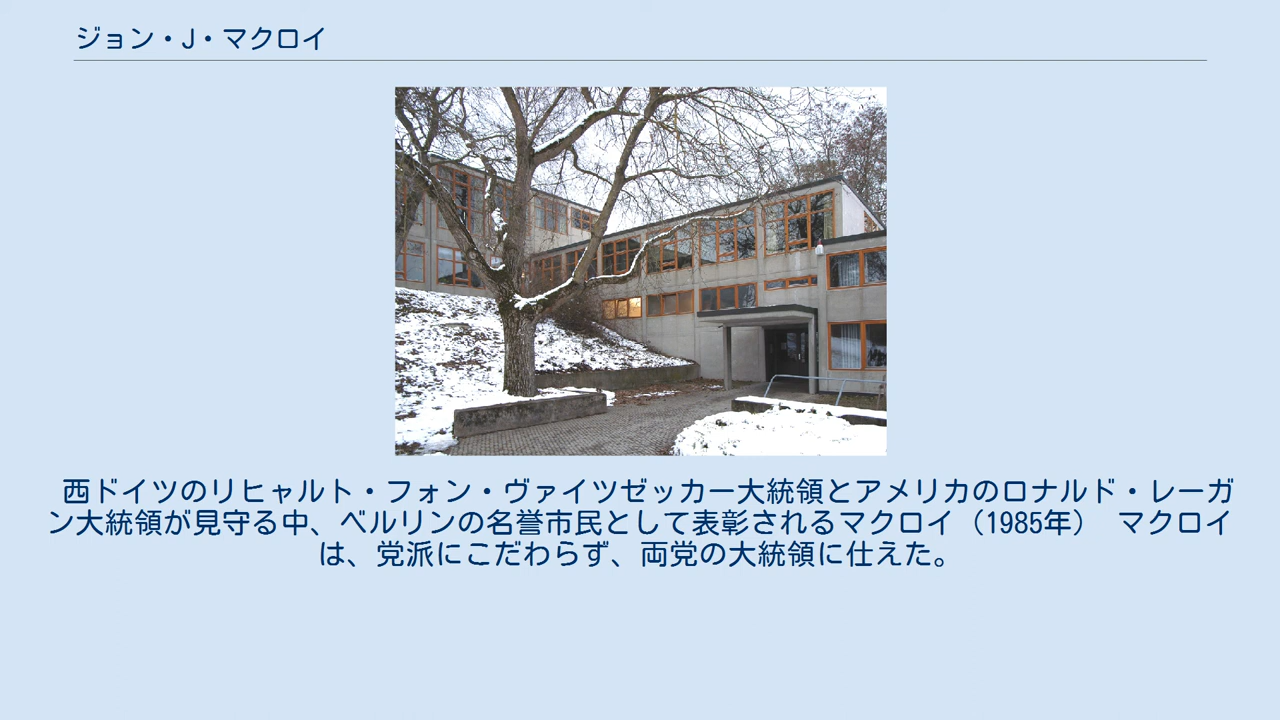 ジョン・J・マクロイ
西ドイツのリヒャルト・フォン・ヴァイツゼッカー大統領とアメリカのロナルド・レーガ
ン大統領が見守る中、ベルリンの名誉市民として表彰されるマクロイ（1985年） マクロイ
は、党派にこだわらず、両党の大統領に仕えた。